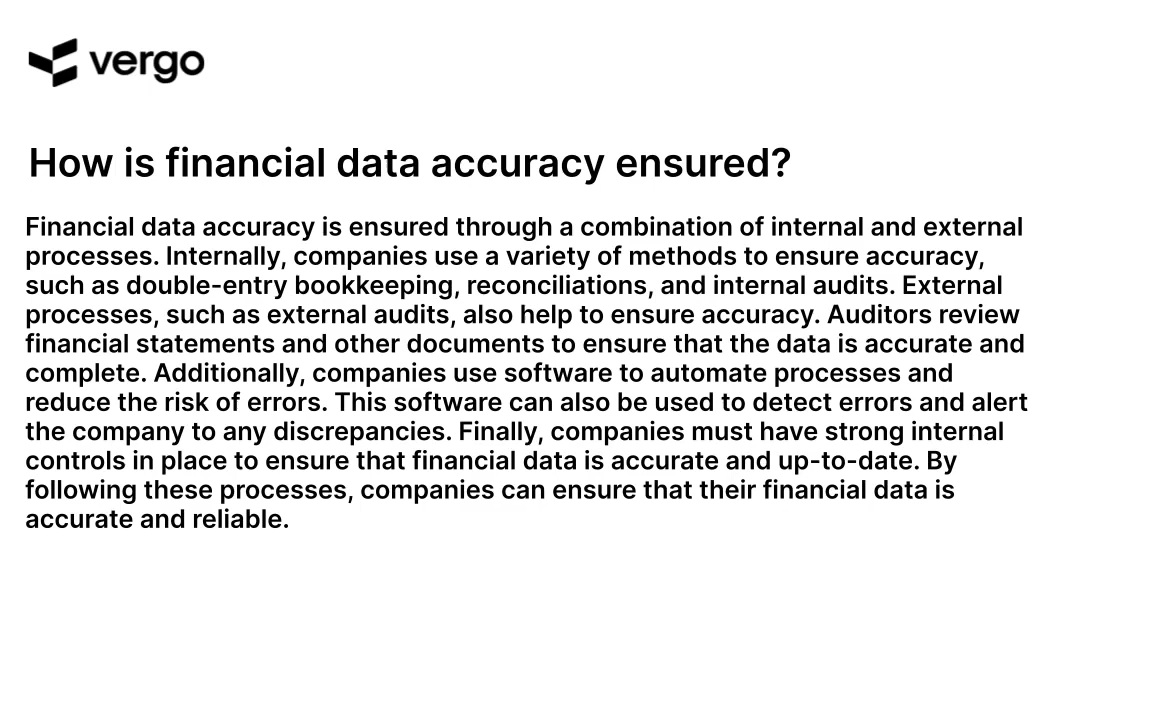 vergo
How is financial data accuracy ensured?
Financial data accuracy is ensured through a combination of internal and external
processes. Internally, companies use a variety of methods to ensure accuracy,
such as double-entry bookkeeping, reconciliations, and internal audits. External
processes, such as external audits, also help to ensure accuracy. Auditors review
financial statements and other documents to ensure that the data is accurate and
complete. Additionally, companies use software to automate processes and
reduce the risk of errors. This software can also be used to detect errors and alert
the company to any discrepancies. Finally, companies must have strong internal
controls in place to ensure that financial data is accurate and up-to-date. By
following these processes, companies can ensure that their financial data is
accurate and reliable.